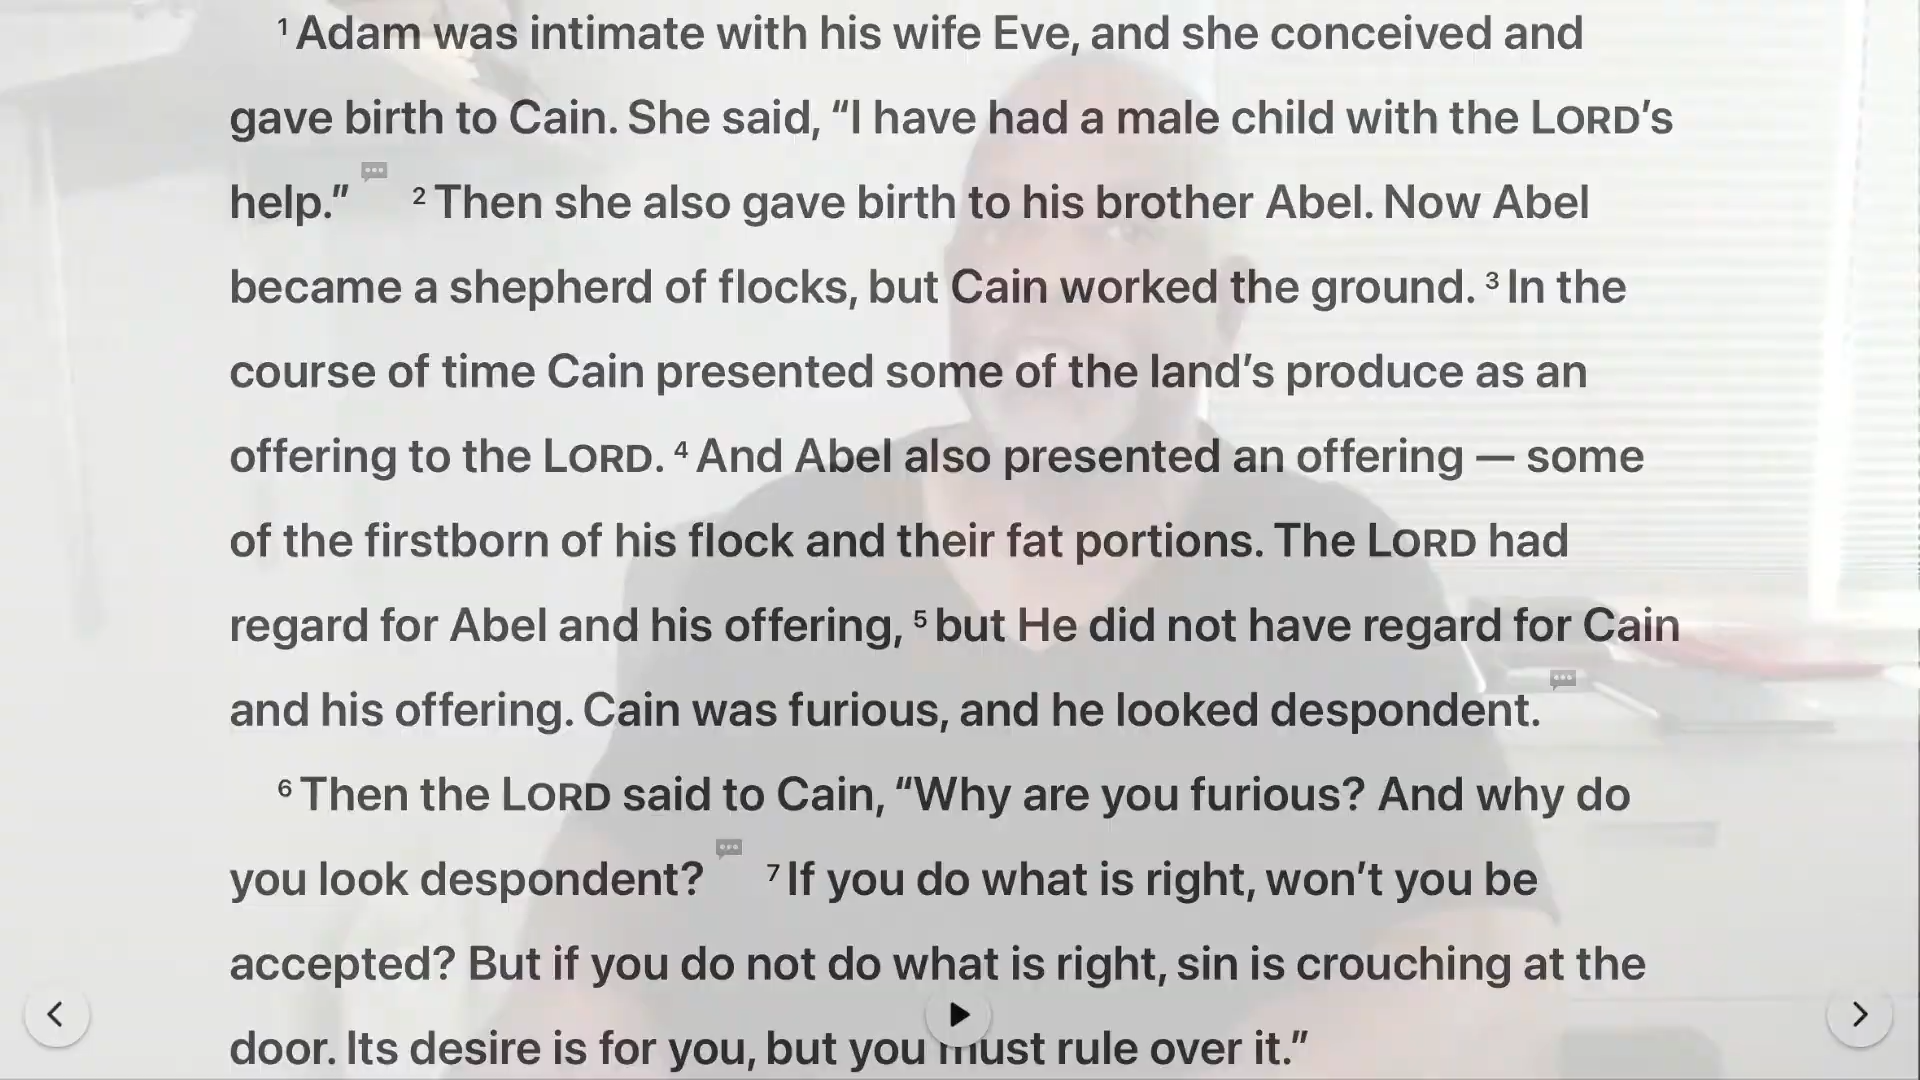 1 Adam was intimate with his wife Eve, and she conceived and
gave birth to Cain. She said, “I have had a male child with the LORD’s
help.” 2 Then she also gave birth to his brother Abel. Now Abel
became a shepherd of flocks, but Cain worked the ground. 3 In the
course of time Cain presented some of the land’s produce as an
offering to the LORD. 4 And Abel also presented an offering — some
of the firstborn of his flock and their fat portions. The LORD had
regard for Abel and his offering, 5 but He did not have regard for Cain
and his offering. Cain was furious, and he looked despondent.
6 Then the LORD said to Cain, “Why are you furious? And why do
you look despondent? 7 If you do what is right, won’t you be
accepted? But if you do not do what is right, sin is crouching at the
door. Its desire is for you, but you must rule over it.”